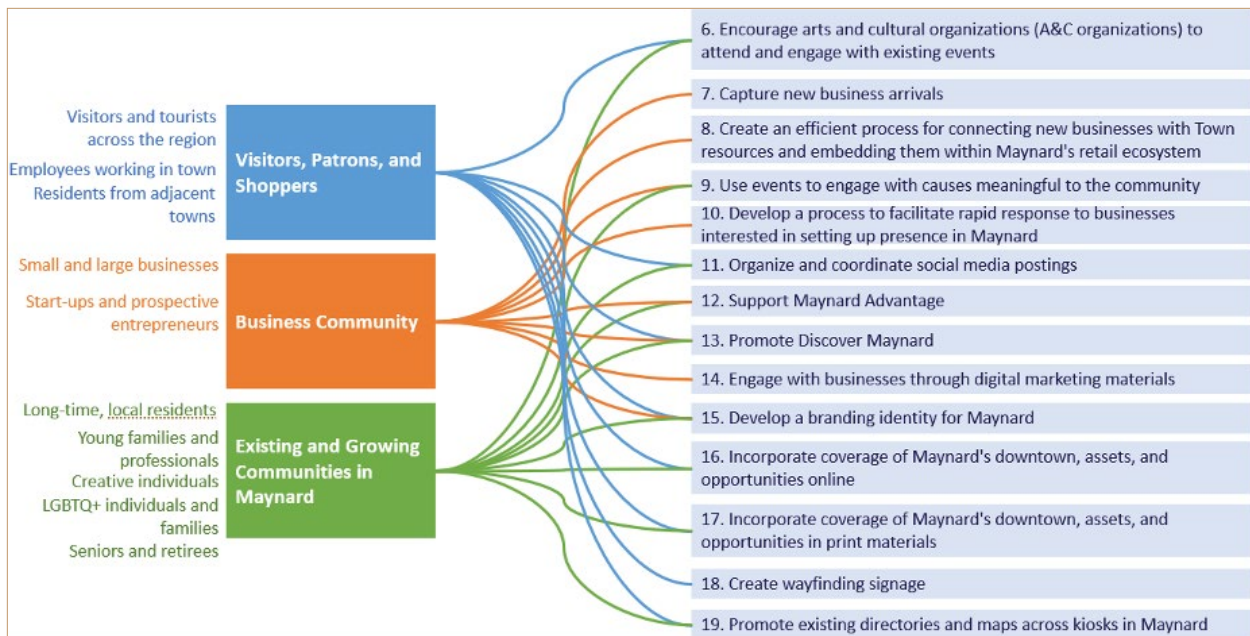 Visitors and tourists
across the region
Employees working in town
Residents from adjacent
towns
Visitors, Patrons, and
Shoppers
Small and large businesses
Start-ups and prospective
entrepreneurs
Business Community
Long-time, local residents
Young families and
professionals
Creative individuals
LGBTQ+ individuals and
families
Seniors and retirees
Existing and Growing
Communities in
Maynard
6. Encourage arts and cultural organizations (A&C organizations) to
attend and engage with existing events
7. Capture new business arrivals
8. Create an efficient process for connecting new businesses with Town
resources and embedding them within Maynard's retail ecosystem
9. Use events to engage with causes meaningful to the community
10. Develop a process to facilitate rapid response to businesses
interested in setting up presence in Maynard
11. Organize and coordinate social media postings
12. Support Maynard Advantage
13. Promote Discover Maynard
14. Engage with businesses through digital marketing materials
15. Develop a branding identity for Maynard
16. Incorporate coverage of Maynard's downtown, assets, and
opportunities online
17. Incorporate coverage of Maynard's downtown, assets, and
opportunities in print materials
18. Create wayfinding signage
19. Promote existing directories and maps across kiosks in Maynard